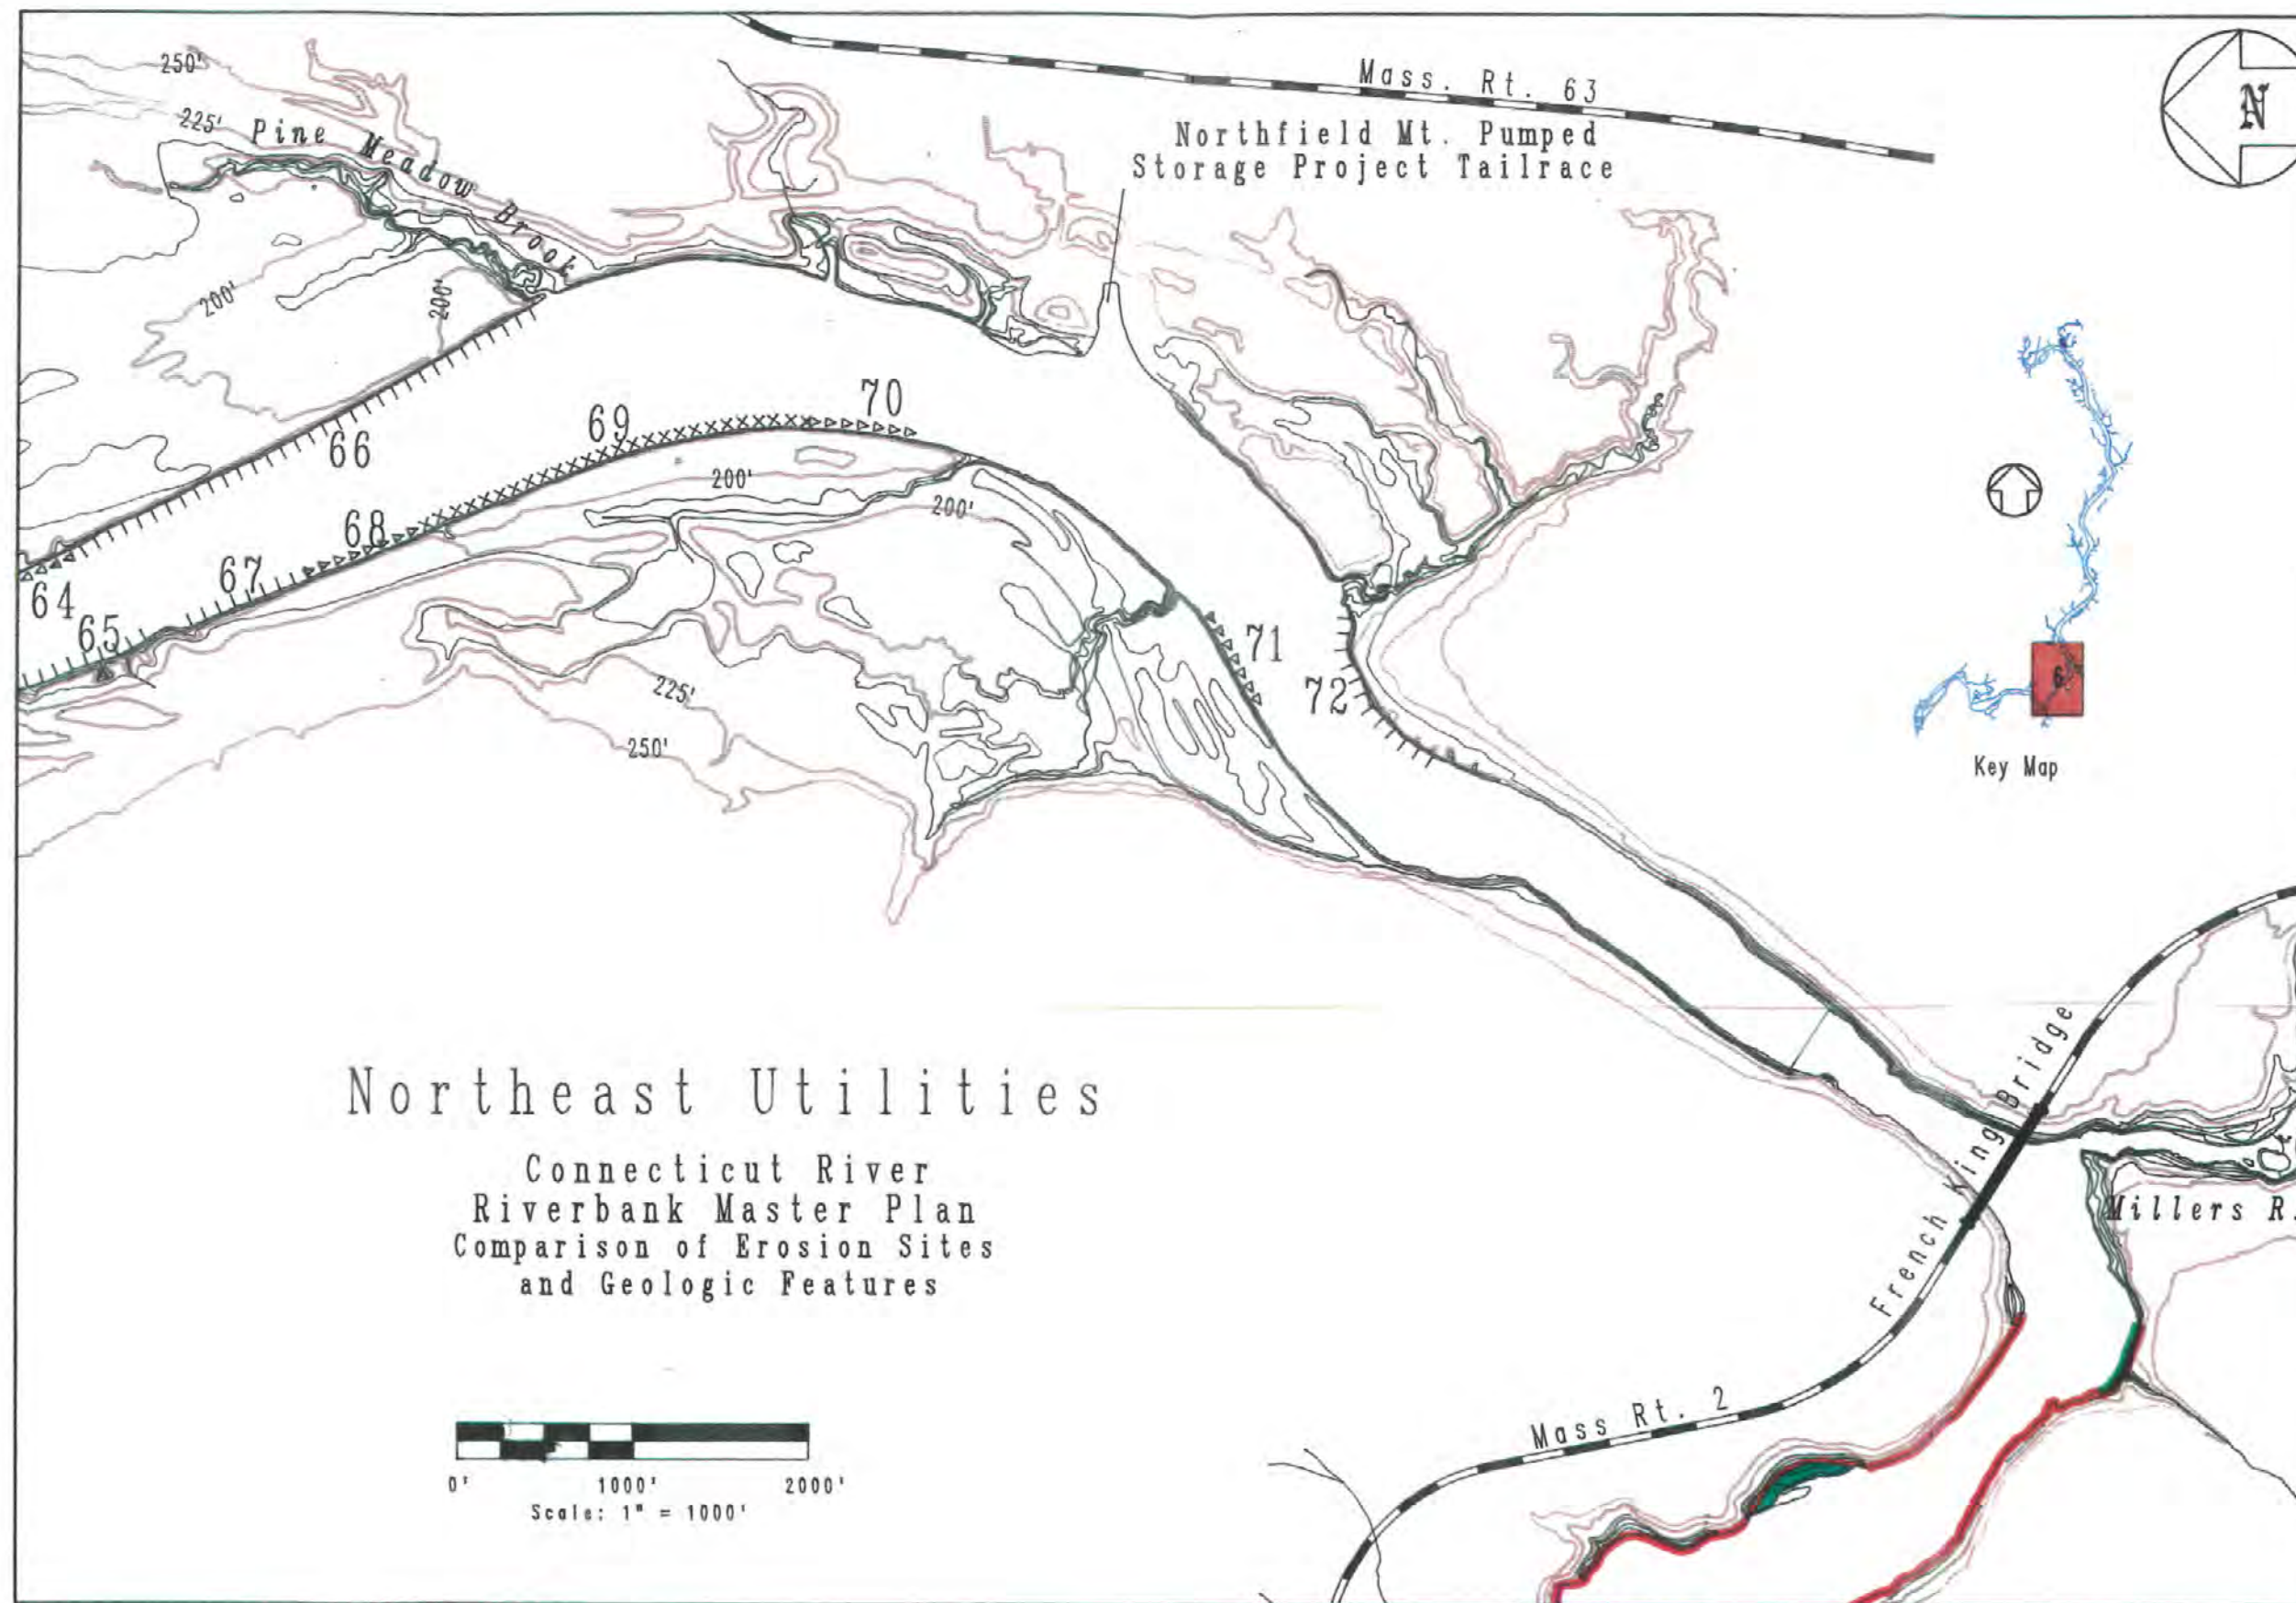 Mass. Rt. 63
N
250'
225'
Pine Meadow Brook
Northfield Mt. Pumped
Storage Project Tailrace
200'
200'
70
69
66
200'
200'
68
67
64
65
71
72
225'
250'
6
Key Map
French King Bridge
Millers R.
Northeast Utilities
Connecticut River
Riverbank Master Plan
Comparison of Erosion Sites
and Geologic Features
Mass Rt. 2
0' 1000' 2000'
Scale: 1" = 1000'